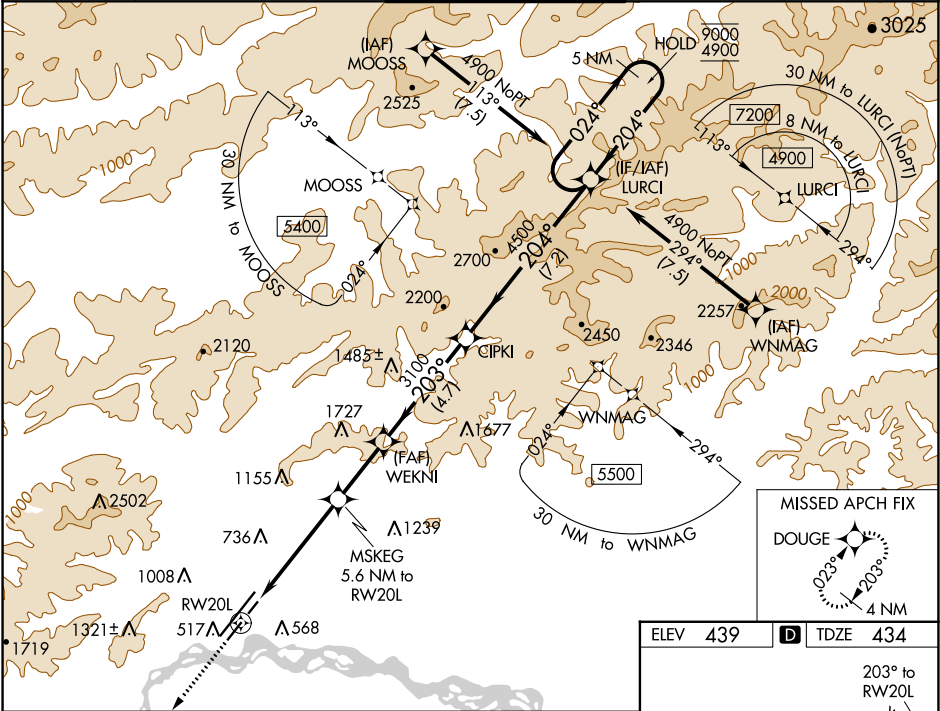 3025
(IAF)
MOOSS
4900 NoPT
113°
(7.5)
2525
5 NM
HOLD
9000
4900
024°
204°
(IF/IAF)
LURCI
30 NM to LURCI (NoPT)
7200
8 NM to LURCI
4900
113°
LURCI
294°
1000
113°
30 NM to MOOSS
MOOSS
5400
024°
2700
4500
204°
(7.2)
4900 NoPT
294°
(7.5)
1000
2000
2257
(IAF)
WNMAG
2200
2120
2450
2346
1485±
CIPKI
3100
203°
(4.7)
1000
WNMAG
024°
294°
5500
30 NM to WNMAG
1727
1677
(FAF)
WEKNI
1155
1000
2502
736
1239
MSKEG
5.6 NM to
RW20L
1008
RW20L
1321±
517
568
1719
MISSED APCH FIX
DOUGE
023°
203°
4 NM
ELEV 439 D TDZE 434
203° to
RW20L